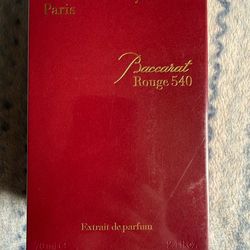 Paris
Baccarat
Rouge 540
Extrait de parfum